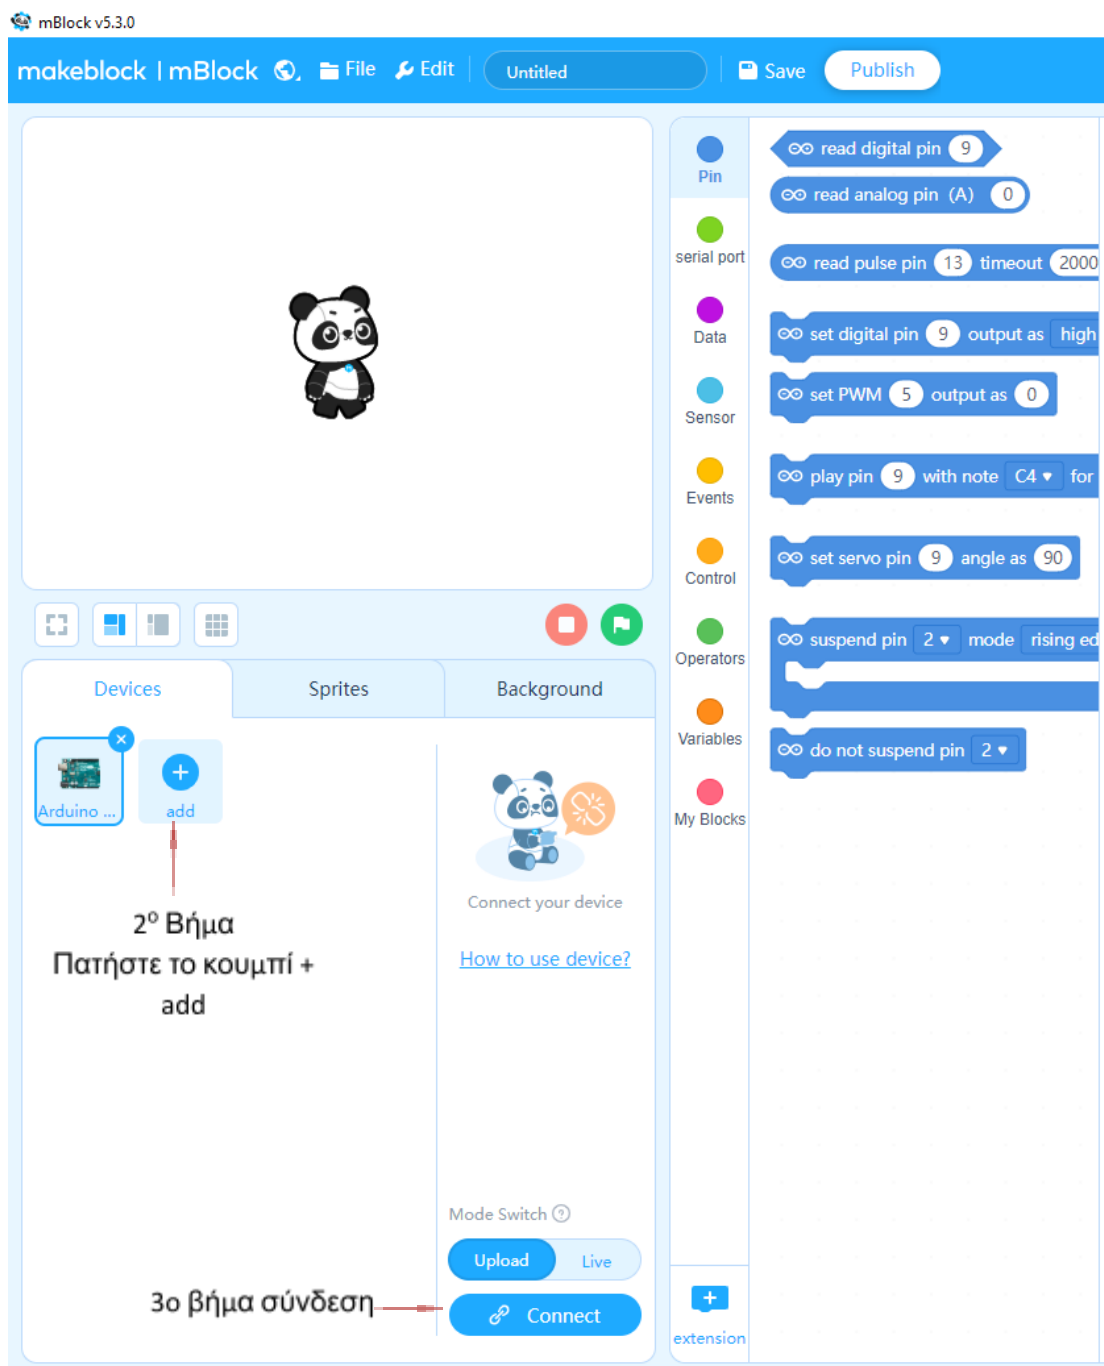 mBlock v5.3.0
makeblock | mBlock File Edit Untitled Save Publish
Pin
serial port
Data
Sensor
Events
Control
Operators
Variables
My Blocks
extension
read digital pin 9
read analog pin (A) 0
read pulse pin 13 timeout 2000
set digital pin 9 output as high
set PWM 5 output as 0
play pin 9 with note C4 for
set servo pin 9 angle as 90
suspend pin 2 mode rising ed
do not suspend pin 2
Devices Sprites Background
Arduino ...
add
2º Βήμα
Πατήστε το κουμπί +
add
3ο βήμα σύνδεση
Connect your device
How to use device?
Mode Switch ?
Upload Live
Connect